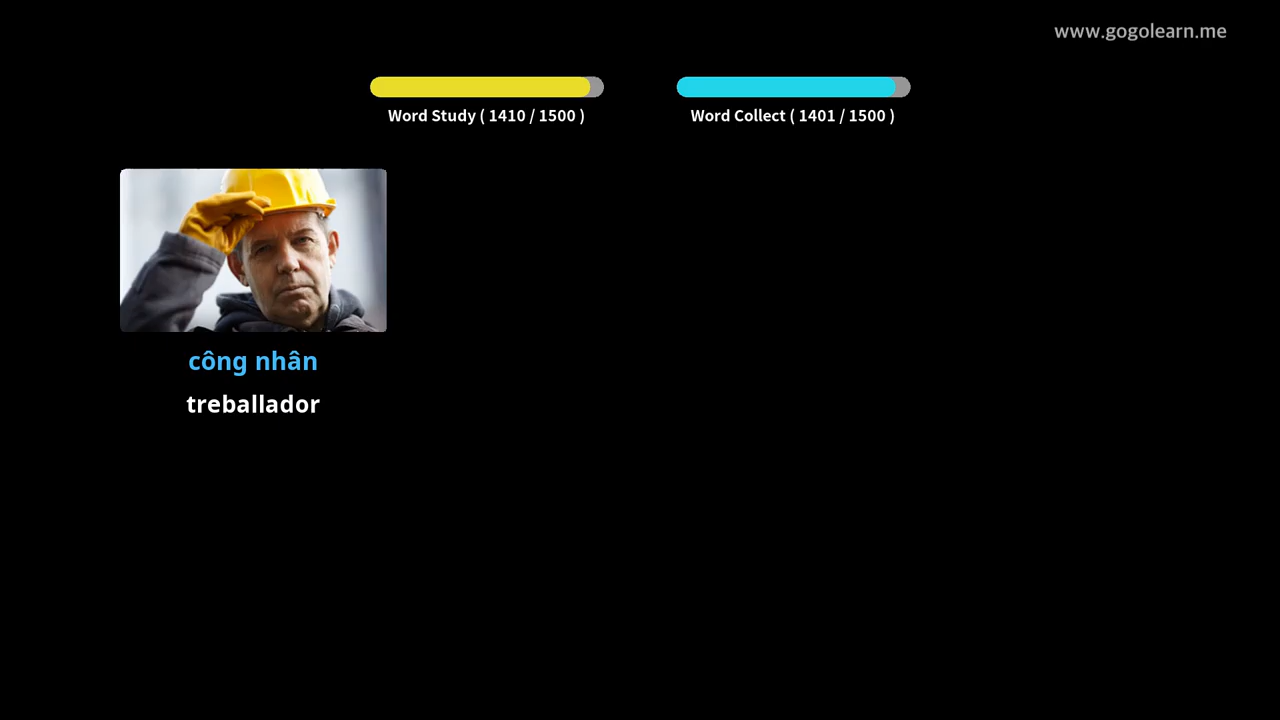 www.gogolearn.me
Word Study ( 1410 / 1500 )
Word Collect ( 1401 / 1500 )
công nhân
treballador